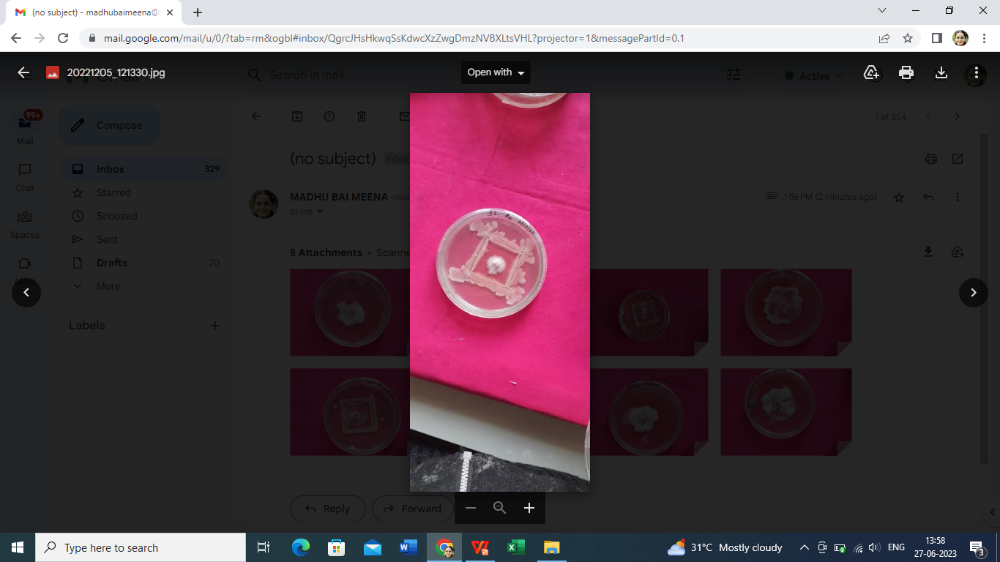 (no subject) - madhubaimeena@
mail.google.com/mail/u/0/?tab=rm&ogbl#inbox/QgrcJHsHkwqSsKdwcXzZwgDmzNVBXLtsVHL?projector=1&messagePartId=0.1
20221205_121330.jpg
Search in mail
Open with
Active
99+
Mail
Compose
1 of 554
Chat
Inbox 329
(no subject) Inbox
Starred
MADHU BAI MEENA <mad
1:56 PM (2 minutes ago)
to me
Snoozed
Spaces
Sent
32
8 Attachments • Scanne
Drafts 20
More
Labels
Reply
Forward
Type here to search
31°C Mostly cloudy
ENG
13:58
27-06-2023
3